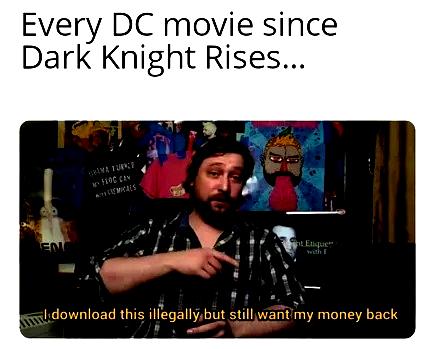 Every DC movie since
Dark Knight Rises...
I download this illegally but still want my money back